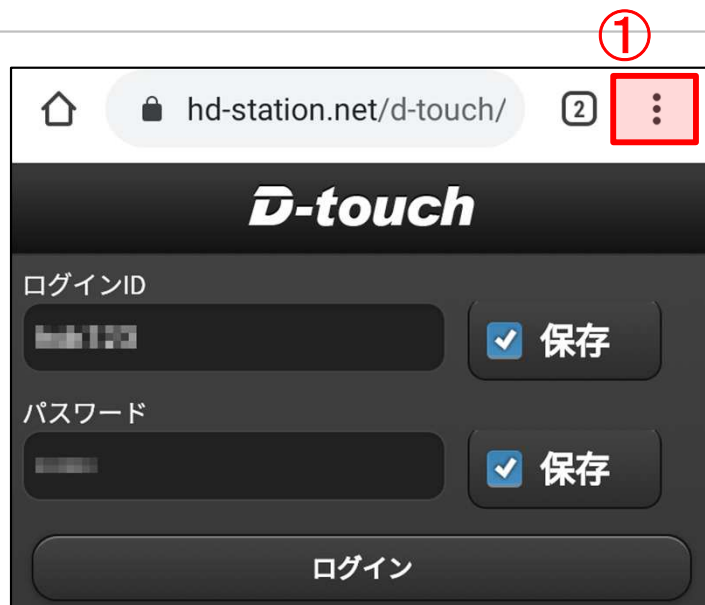 ①
hd-station.net/d-touch/
2
D-touch
ログインID
保存
パスワード
保存
ログイン